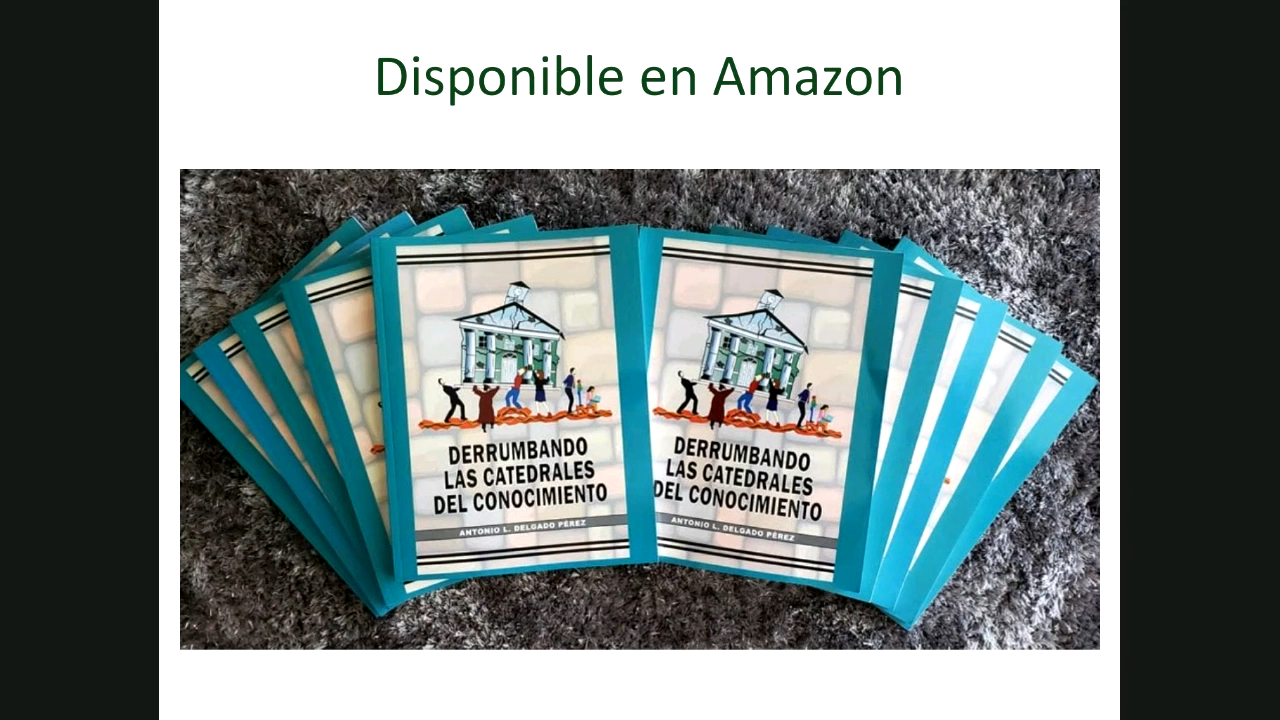 Disponible en Amazon
DERRUMBANDO
LAS CATEDRALES
DEL CONOCIMIENTO
ANTONIO L. DELGADO PÉREZ
DERRUMBANDO
LAS CATEDRALES
DEL CONOCIMIENTO
ANTONIO L. DELGADO PÉREZ